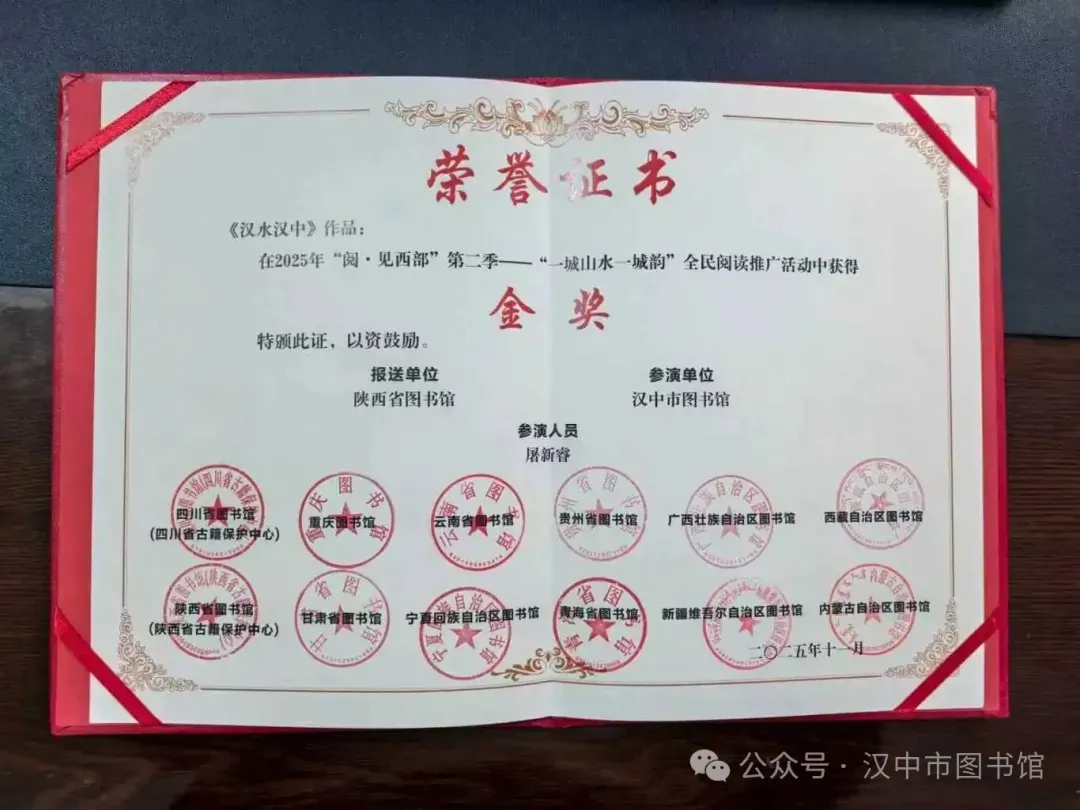 荣誉证书
《汉水汉中》作品：
在2025年“阅·见西部”第二季——“一城山水一城韵”全民阅读推广活动中获得
金奖
特颁此证，以资鼓励。
报送单位 参演单位
陕西省图书馆 汉中市图书馆
参演人员
屠新睿
四川省图书馆 重庆图书馆 云南省图书馆 贵州省图书馆 广西壮族自治区图书馆 西藏自治区图书馆
(四川省古籍保护中心)
陕西省图书馆 甘肃省图书馆 宁夏回族自治区图书馆 青海省图书馆 新疆维吾尔自治区图书馆 内蒙古自治区图书馆
(陕西省古籍保护中心)
二〇二五年十一月
公众号·汉中市图书馆